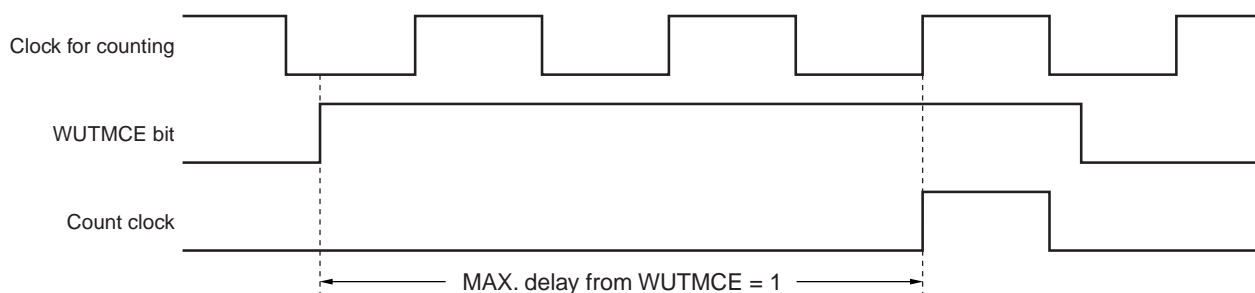 Clock for counting
WUTMCE bit
Count clock
MAX. delay from WUTMCE = 1